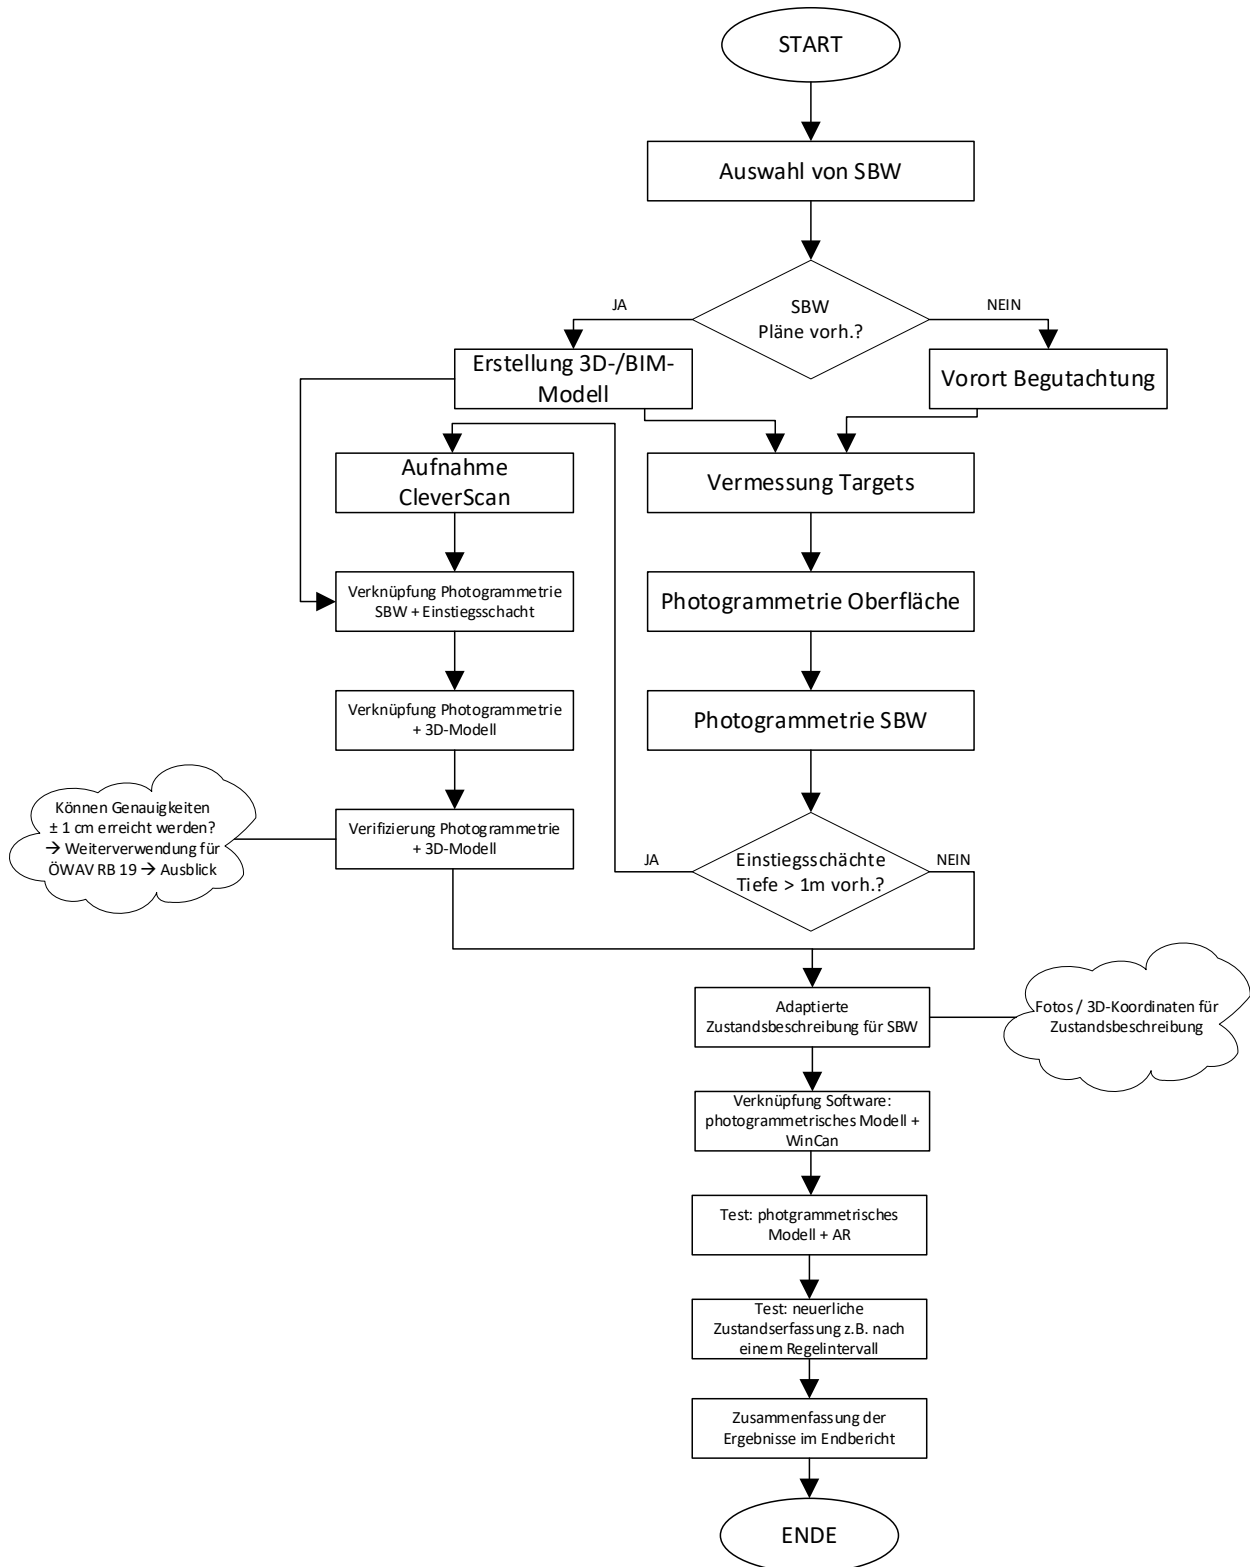 START
Auswahl von SBW
JA
NEIN
SBW
Pläne vorh.?
Erstellung 3D-/BIM-
Modell
Vorort Begutachtung
Aufnahme
CleverScan
Vermessung Targets
Verknüpfung Photogrammetrie
SBW + Einstiegsschacht
Photogrammetrie Oberfläche
Verknüpfung Photogrammetrie
+ 3D-Modell
Photogrammetrie SBW
Können Genauigkeiten
± 1 cm erreicht werden?
→ Weiterverwendung für
ÖWAV RB 19 → Ausblick
Verifizierung Photogrammetrie
+ 3D-Modell
JA
Einstiegsschächte
Tiefe > 1m vorh.?
NEIN
Adaptierte
Zustandsbeschreibung für SBW
Fotos / 3D-Koordinaten für
Zustandsbeschreibung
Verknüpfung Software:
photogrammetrisches Modell +
WinCan
Test: photgrammetrisches
Modell + AR
Test: neuerliche
Zustandserfassung z.B. nach
einem Regelintervall
Zusammenfassung der
Ergebnisse im Endbericht
ENDE